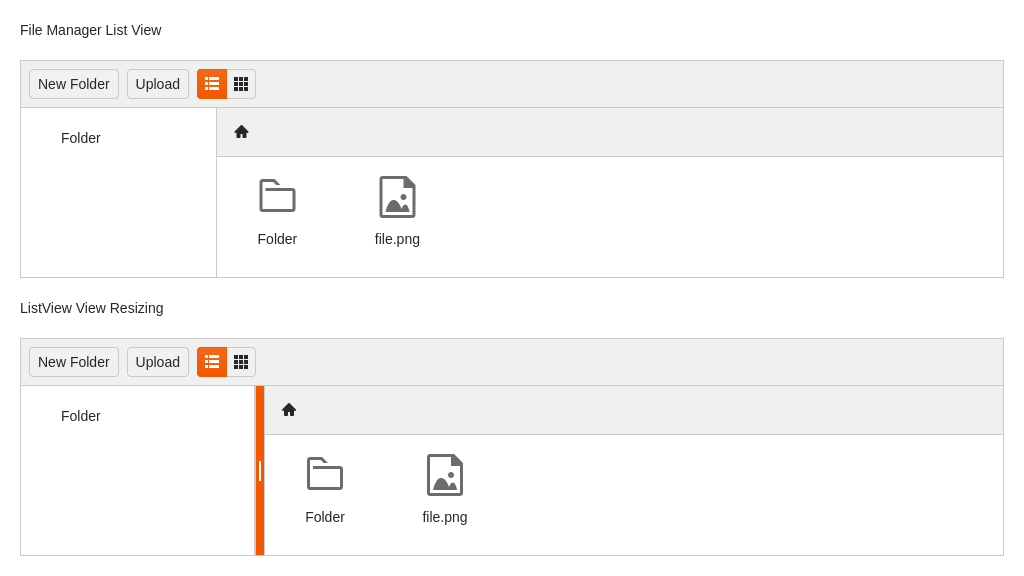 File Manager List View
New Folder Upload
Folder
Folder file.png
ListView View Resizing
New Folder Upload
Folder
Folder file.png